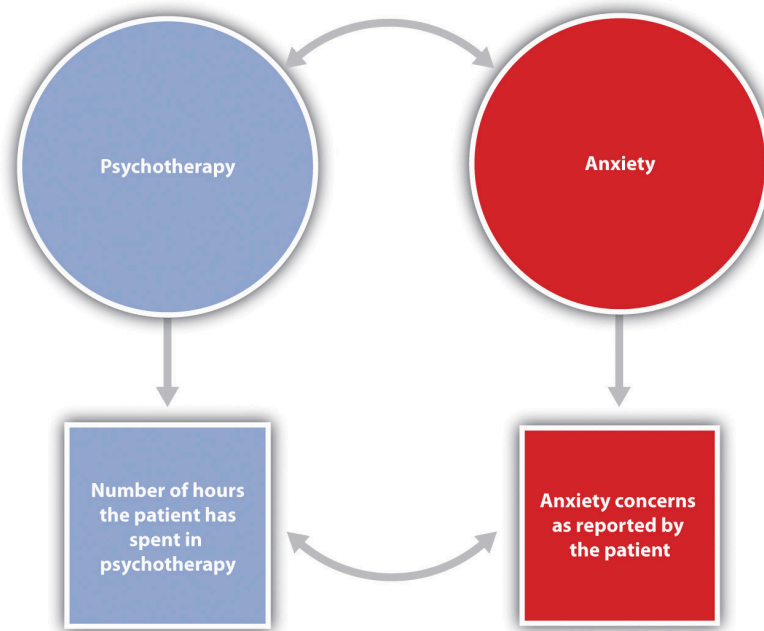 Psychotherapy
Anxiety
Number of hours
the patient has
spent in
psychotherapy
Anxiety concerns
as reported by
the patient